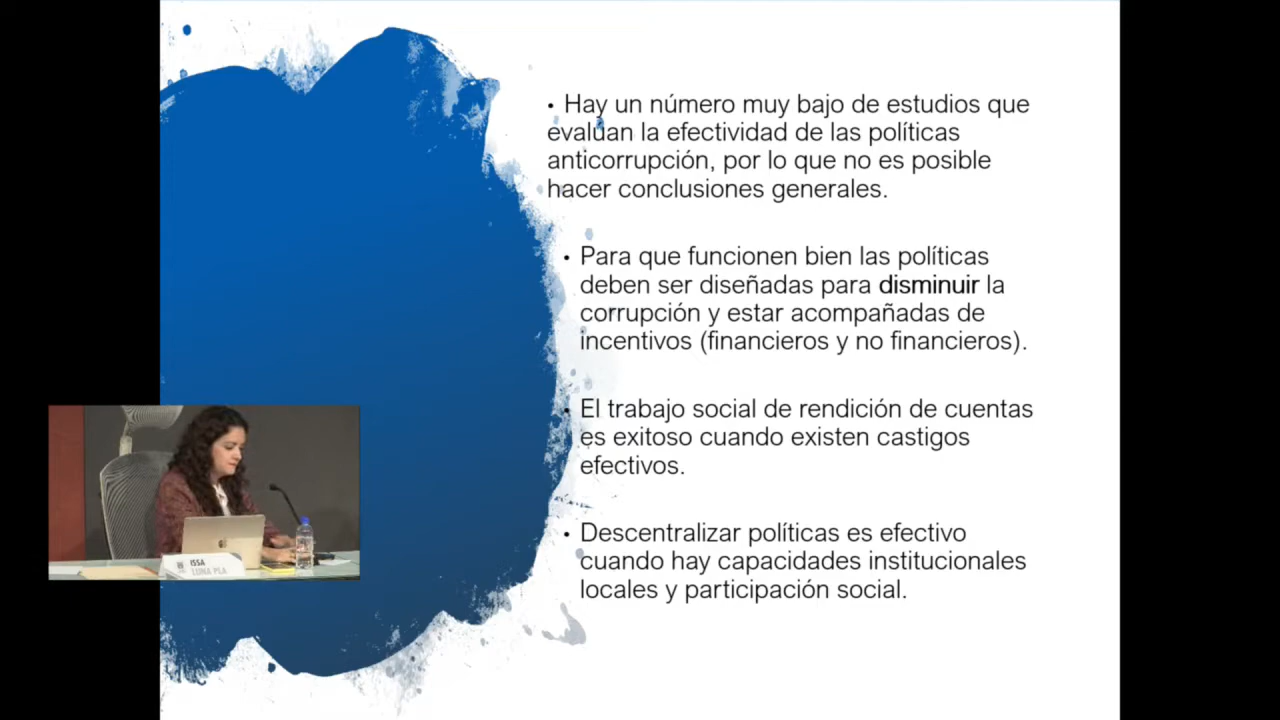 • Hay un número muy bajo de estudios que
evalúan la efectividad de las políticas
anticorrupción, por lo que no es posible
hacer conclusiones generales.
• Para que funcionen bien las políticas
deben ser diseñadas para disminuir la
corrupción y estar acompañadas de
incentivos (financieros y no financieros).
• El trabajo social de rendición de cuentas
es exitoso cuando existen castigos
efectivos.
• Descentralizar políticas es efectivo
cuando hay capacidades institucionales
locales y participación social.
ISSA
LUNA PLA